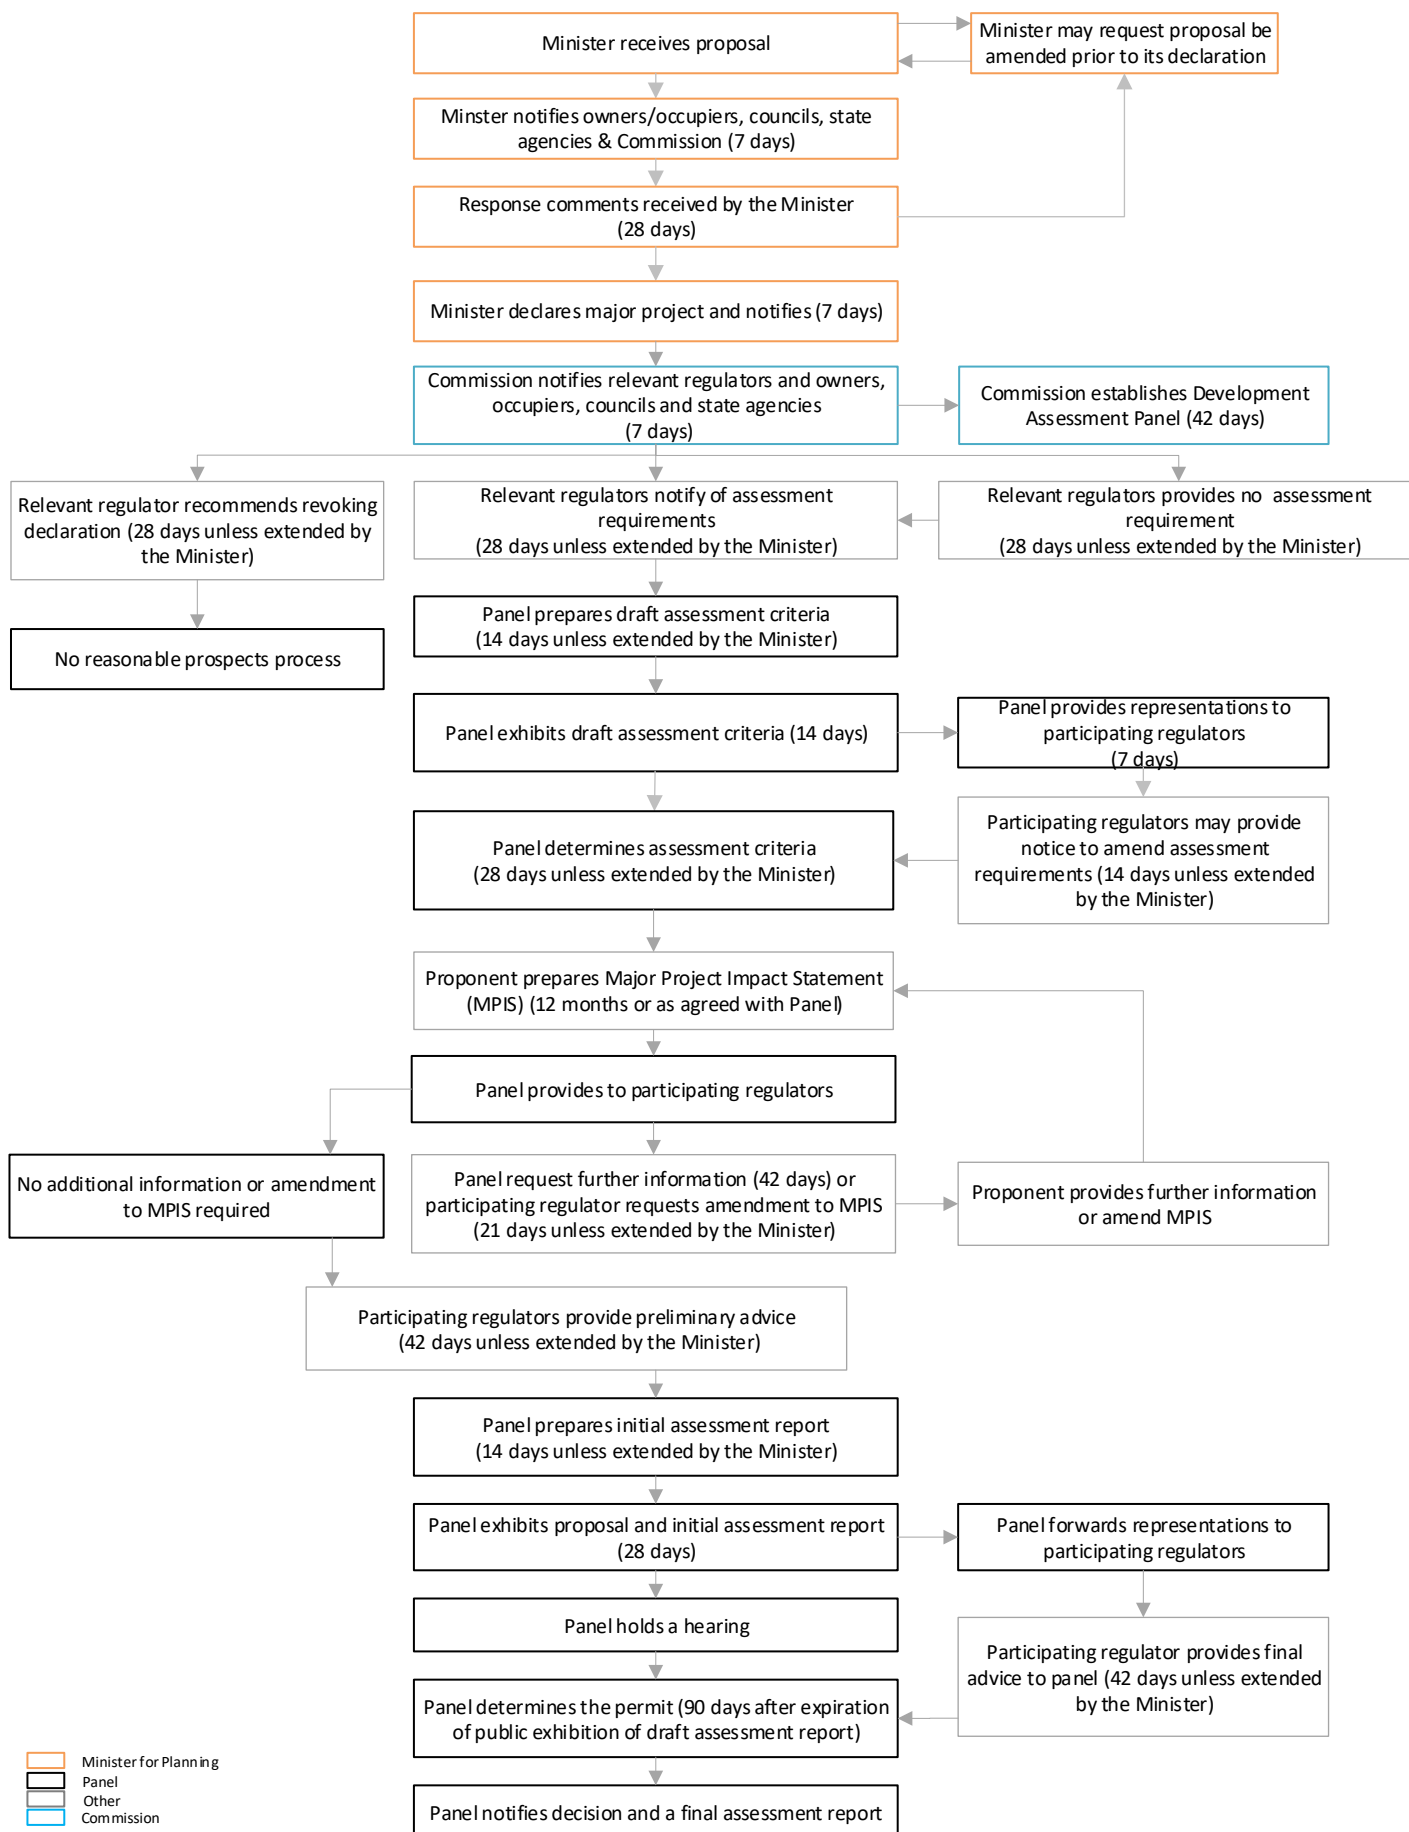 Minister receives proposal
Minister may request proposal be
amended prior to its declaration
Minster notifies owners/occupiers, councils, state
agencies & Commission (7 days)
Response comments received by the Minister
(28 days)
Minister declares major project and notifies (7 days)
Commission notifies relevant regulators and owners,
occupiers, councils and state agencies
(7 days)
Commission establishes Development
Assessment Panel (42 days)
Relevant regulator recommends revoking
declaration (28 days unless extended by
the Minister)
Relevant regulators notify of assessment
requirements
(28 days unless extended by the Minister)
Relevant regulators provides no assessment
requirement
(28 days unless extended by the Minister)
No reasonable prospects process
Panel prepares draft assessment criteria
(14 days unless extended by the Minister)
Panel exhibits draft assessment criteria (14 days)
Panel provides representations to
participating regulators
(7 days)
Panel determines assessment criteria
(28 days unless extended by the Minister)
Participating regulators may provide
notice to amend assessment
requirements (14 days unless extended
by the Minister)
Proponent prepares Major Project Impact Statement
(MPIS) (12 months or as agreed with Panel)
Panel provides to participating regulators
No additional information or amendment
to MPIS required
Panel request further information (42 days) or
participating regulator requests amendment to MPIS
(21 days unless extended by the Minister)
Proponent provides further information
or amend MPIS
Participating regulators provide preliminary advice
(42 days unless extended by the Minister)
Panel prepares initial assessment report
(14 days unless extended by the Minister)
Panel exhibits proposal and initial assessment report
(28 days)
Panel forwards representations to
participating regulators
Panel holds a hearing
Participating regulator provides final
advice to panel (42 days unless extended
by the Minister)
Panel determines the permit (90 days after expiration
of public exhibition of draft assessment report)
Panel notifies decision and a final assessment report
Minister for Planning
Panel
Other
Commission